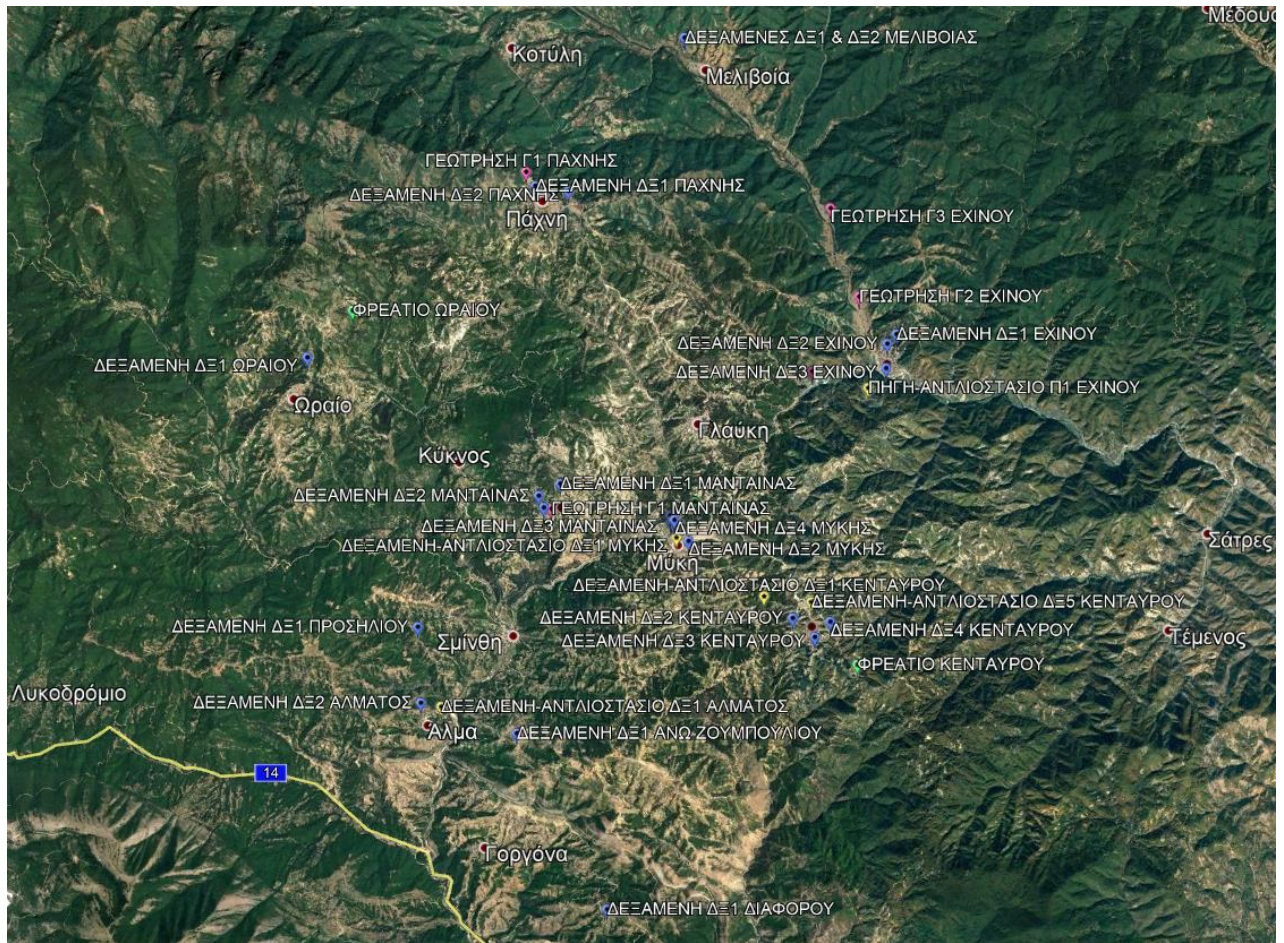 Μέδουσ
ΔΕΞΑΜΕΝΕΣ ΔΞ1 & ΔΞ2 ΜΕΛΙΒΟΙΑΣ
Κοτύλη
Μελιβοία
ΓΕΩΤΡΗΣΗ Γ1 ΠΑΧΝΗΣ
ΔΕΞΑΜΕΝΗ ΔΞ1 ΠΑΧΝΗΣ
ΔΕΞΑΜΕΝΗ ΔΞ2 ΠΑΧΝΗΣ
Πάχνη
ΓΕΩΤΡΗΣΗ Γ3 ΕΧΙΝΟΥ
ΓΕΩΤΡΗΣΗ Γ2 ΕΧΙΝΟΥ
ΦΡΕΑΤΙΟ ΩΡΑΙΟΥ
ΔΕΞΑΜΕΝΗ ΔΞ1 ΕΧΙΝΟΥ
ΔΕΞΑΜΕΝΗ ΔΞ2 ΕΧΙΝΟΥ
ΔΕΞΑΜΕΝΗ ΔΞ1 ΩΡΑΙΟΥ
ΔΕΞΑΜΕΝΗ ΔΞ3 ΕΧΙΝΟΥ
ΠΗΓΗ-ΑΝΤΛΙΟΣΤΑΣΙΟ Π1 ΕΧΙΝΟΥ
Ωραίο
Γλαύκη
Κύκνος
ΔΕΞΑΜΕΝΗ ΔΞ1 ΜΑΝΤΑΙΝΑΣ
ΔΕΞΑΜΕΝΗ ΔΞ2 ΜΑΝΤΑΙΝΑΣ
ΓΕΩΤΡΗΣΗ Γ1 ΜΑΝΤΑΙΝΑΣ
ΔΕΞΑΜΕΝΗ ΔΞ3 ΜΑΝΤΑΙΝΑΣ
ΔΕΞΑΜΕΝΗ ΔΞ4 ΜΥΚΗΣ
Σάτρες
ΔΕΞΑΜΕΝΗ-ΑΝΤΛΙΟΣΤΑΣΙΟ ΔΞ1 ΜΥΚΗΣ
ΔΕΞΑΜΕΝΗ ΔΞ2 ΜΥΚΗΣ
Μύκη
ΔΕΞΑΜΕΝΗ-ΑΝΤΛΙΟΣΤΑΣΙΟ ΔΞ1 ΚΕΝΤΑΥΡΟΥ
ΔΕΞΑΜΕΝΗ-ΑΝΤΛΙΟΣΤΑΣΙΟ ΔΞ5 ΚΕΝΤΑΥΡΟΥ
ΔΕΞΑΜΕΝΗ ΔΞ2 ΚΕΝΤΑΥΡΟΥ
ΔΕΞΑΜΕΝΗ ΔΞ1 ΠΡΟΣΗΛΙΟΥ
ΔΕΞΑΜΕΝΗ ΔΞ4 ΚΕΝΤΑΥΡΟΥ
Σμίνθη
ΔΕΞΑΜΕΝΗ ΔΞ3 ΚΕΝΤΑΥΡΟΥ
Τέμενος
ΦΡΕΑΤΙΟ ΚΕΝΤΑΥΡΟΥ
Λυκοδρόμιο
ΔΕΞΑΜΕΝΗ ΔΞ2 ΑΛΜΑΤΟΣ
ΔΕΞΑΜΕΝΗ-ΑΝΤΛΙΟΣΤΑΣΙΟ ΔΞ1 ΑΛΜΑΤΟΣ
Άλμα
ΔΕΞΑΜΕΝΗ ΔΞ1 ΑΝΩ ΖΟΥΜΠΟΥΛΙΟΥ
14
Γοργόνα
ΔΕΞΑΜΕΝΗ ΔΞ1 ΔΙΑΦΟΡΟΥ